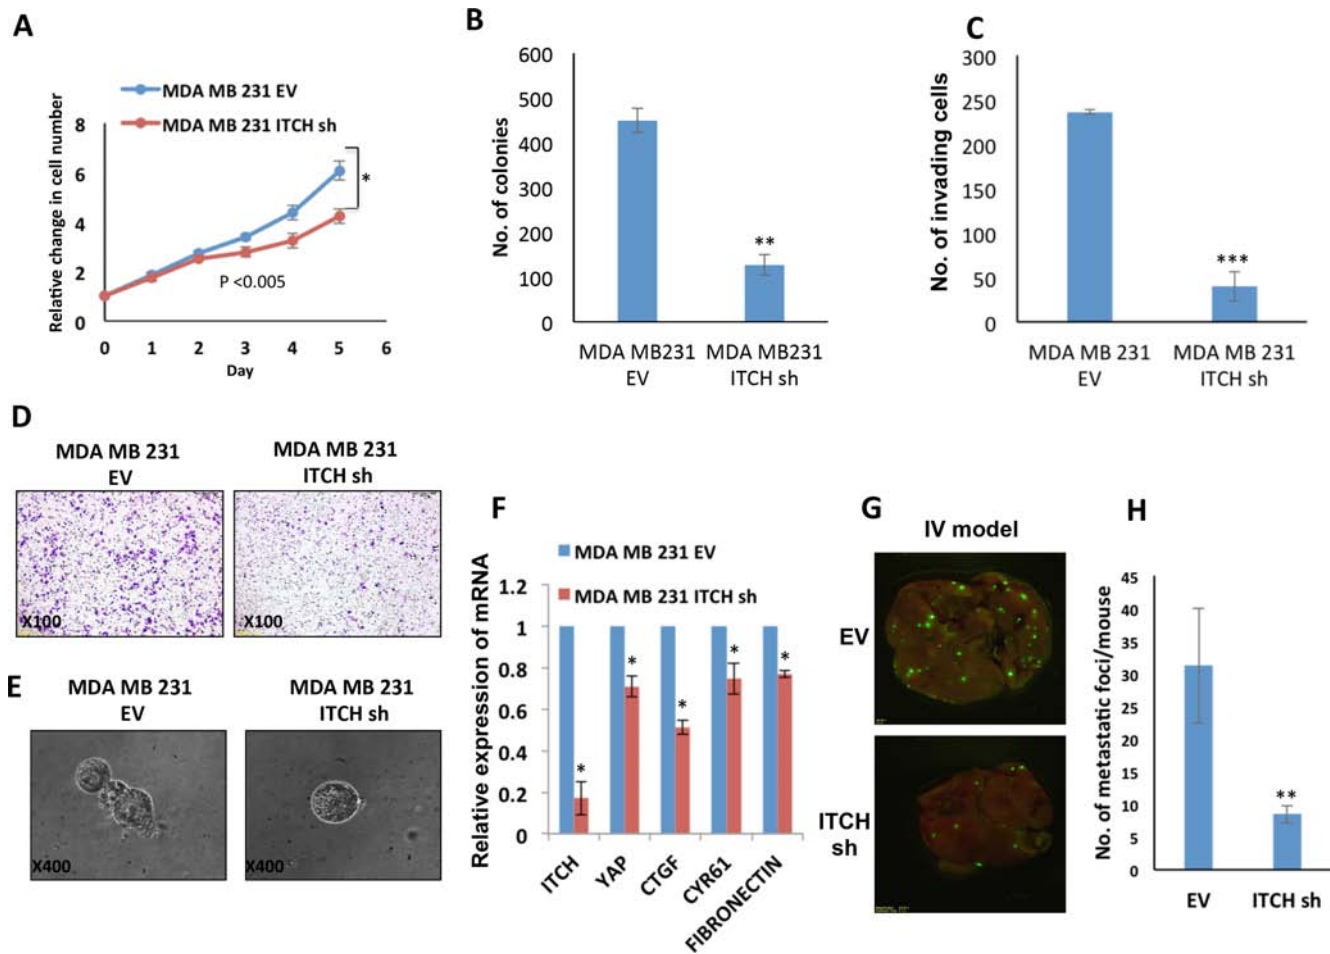 A
MDA MB 231 EV
MDA MB 231 ITCH sh
Relative change in cell number
8
6
4
2
0
*
P <0.005
0 1 2 3 4 5 6
Day
B
No. of colonies
600
500
400
300
200
100
0
**
MDA MB231 MDA MB231
EV ITCH sh
C
No. of invading cells
300
250
200
150
100
50
0
***
MDA MB 231 MDA MB 231
EV ITCH sh
D
MDA MB 231
EV
MDA MB 231
ITCH sh
X100
X100
E
MDA MB 231
EV
MDA MB 231
ITCH sh
X400
X400
F
MDA MB 231 EV
MDA MB 231 ITCH sh
Relative expression of mRNA
1.2
1
0.8
0.6
0.4
0.2
0
*
*
*
*
*
ITCH
YAP
CTGF
CYR61
FIBRONECTIN
G
IV model
EV
ITCH
sh
H
No. of metastatic foci/mouse
45
40
35
30
25
20
15
10
5
0
**
EV ITCH sh